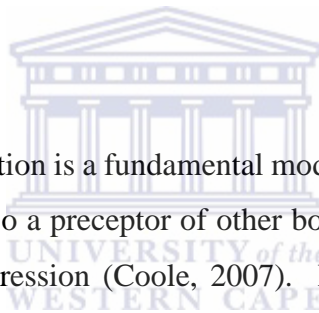 tion is a fundamental mod
o a preceptor of other bo
UNIVERSITY of the
ression (Coole, 2007).
WESTERN CAPE